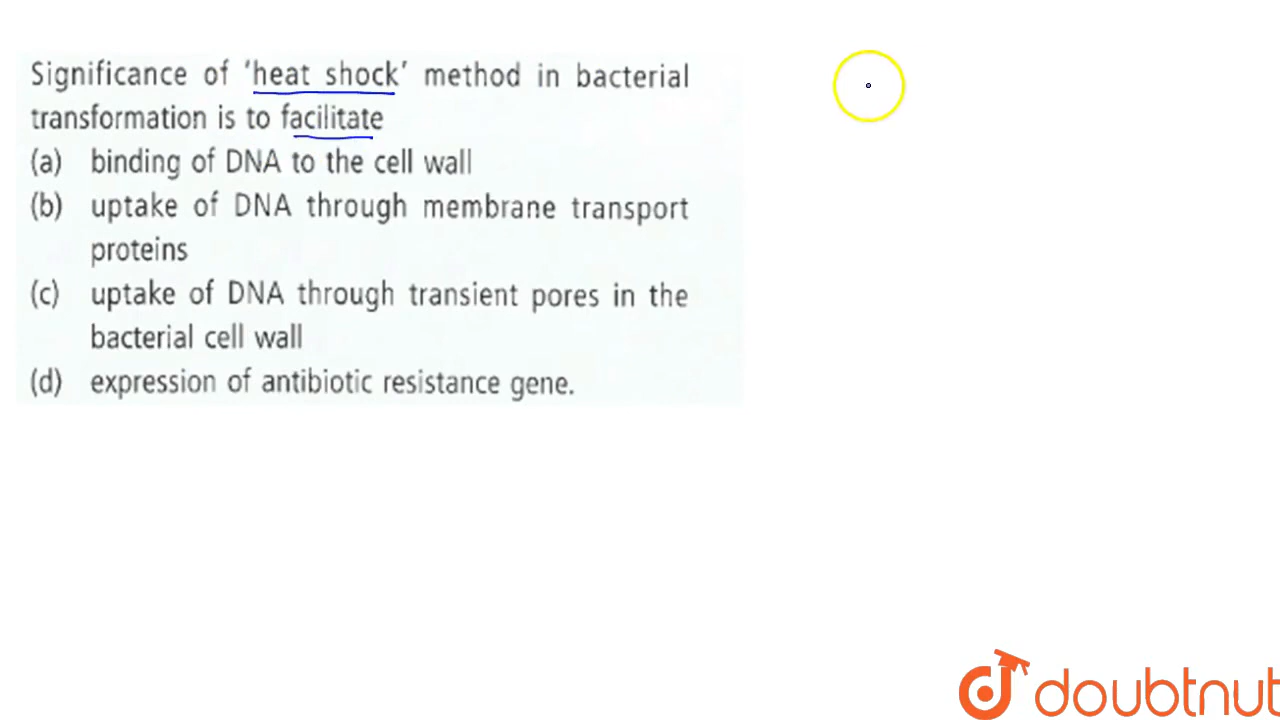 Significance of ‘heat shock’ method in bacterial
transformation is to facilitate
(a) binding of DNA to the cell wall
(b) uptake of DNA through membrane transport
proteins
(c) uptake of DNA through transient pores in the
bacterial cell wall
(d) expression of antibiotic resistance gene.
doubtnut